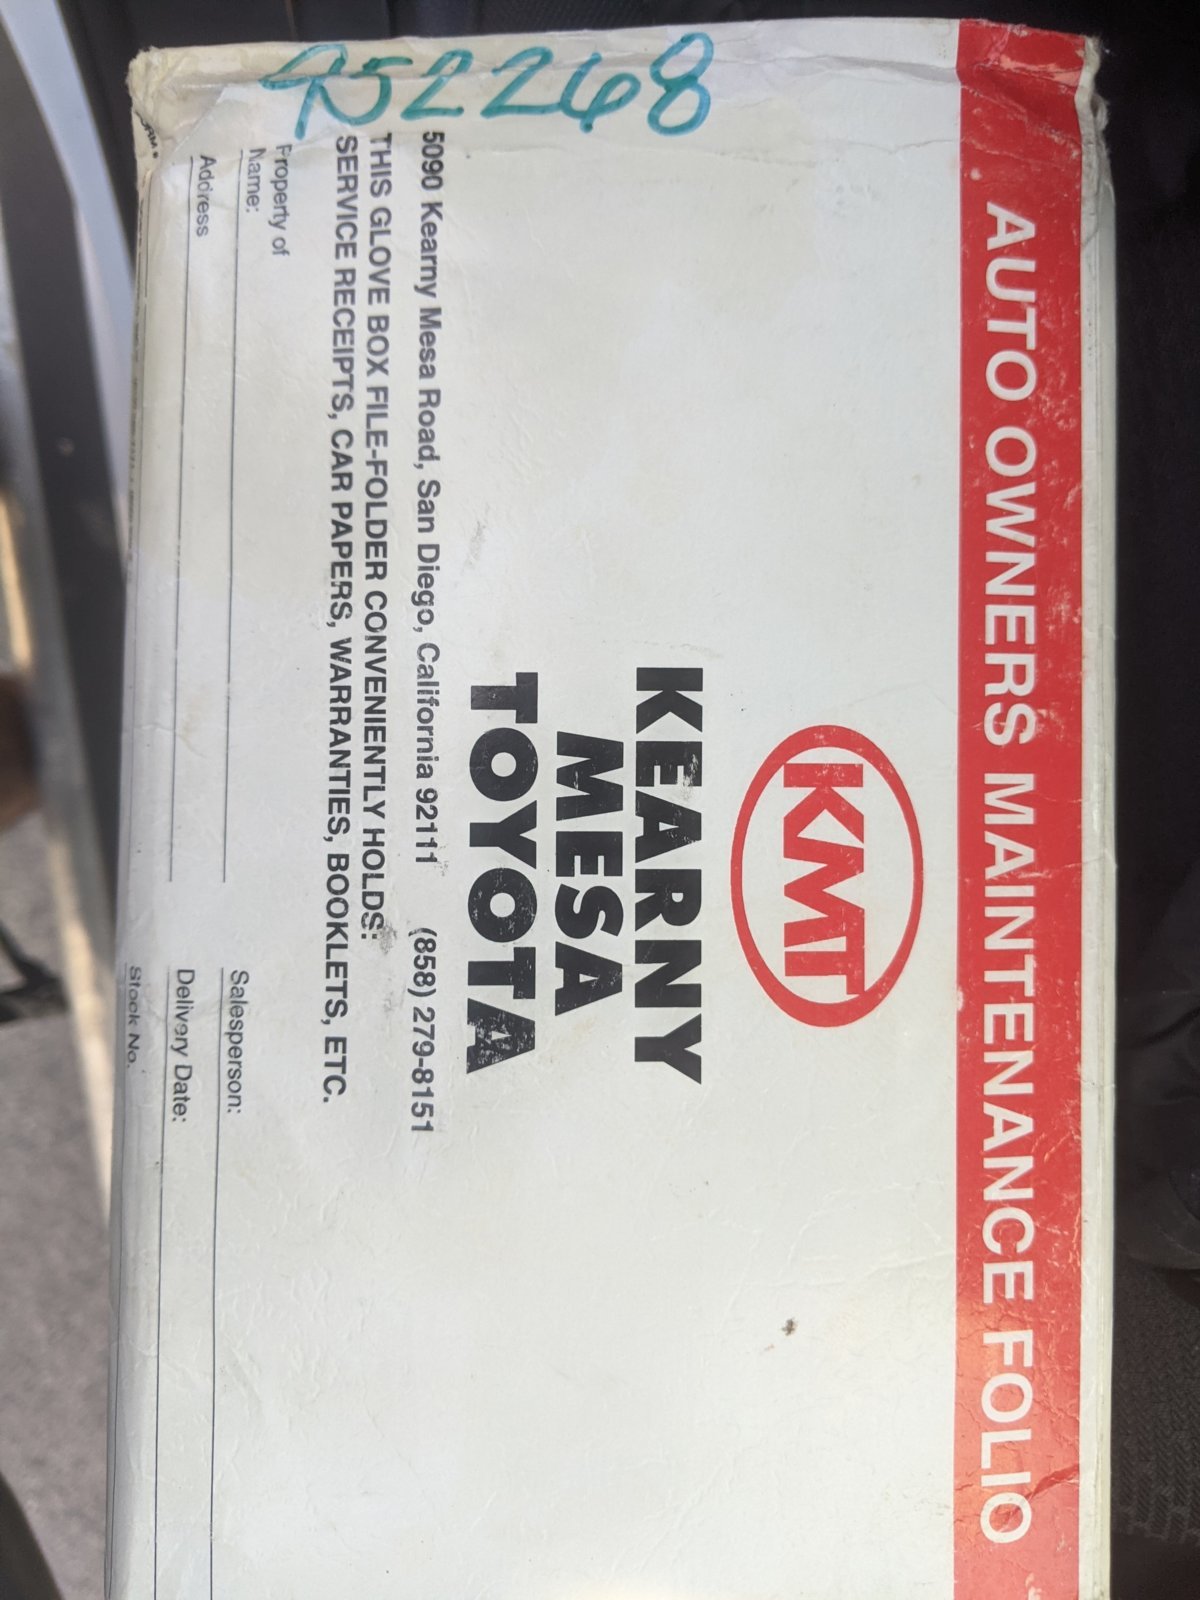 AUTO OWNERS MAINTENANCE FOLIO
KMT
KEARNY
MESA
TOYOTA
5090 Kearny Mesa Road, San Diego, California 92111 (858) 279-8151
THIS GLOVE BOX FILE-FOLDER CONVENIENTLY HOLDS:
SERVICE RECEIPTS, CAR PAPERS, WARRANTIES, BOOKLETS, ETC.
Property of
Name: Salesperson:
Address Delivery Date:
Stock No.
952268